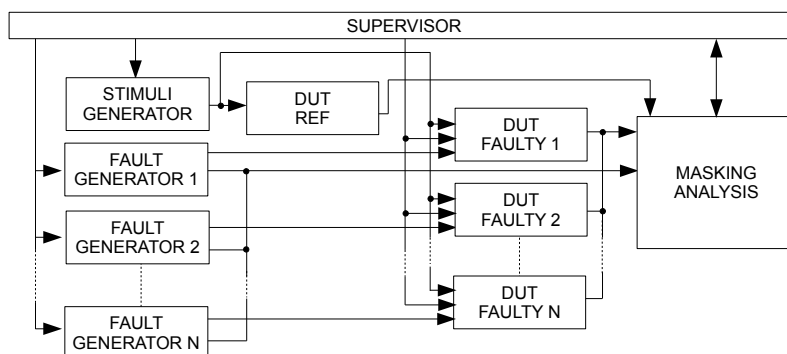 SUPERVISOR
STIMULI
GENERATOR
DUT
REF
DUT
FAULTY 1
FAULT
GENERATOR 1
MASKING
ANALYSIS
FAULT
GENERATOR 2
DUT
FAULTY 2
FAULT
GENERATOR N
DUT
FAULTY N